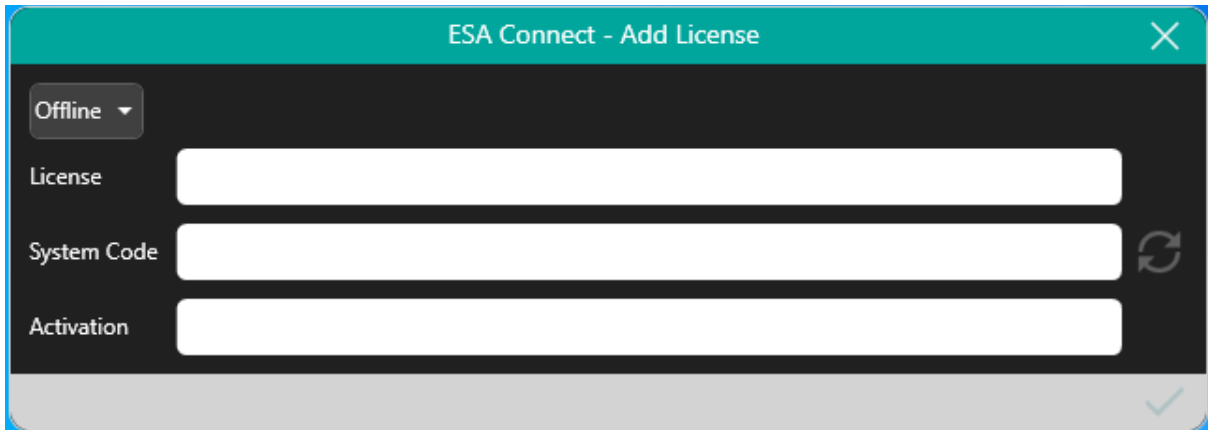 ESA Connect - Add License
Offline
License
System Code
Activation